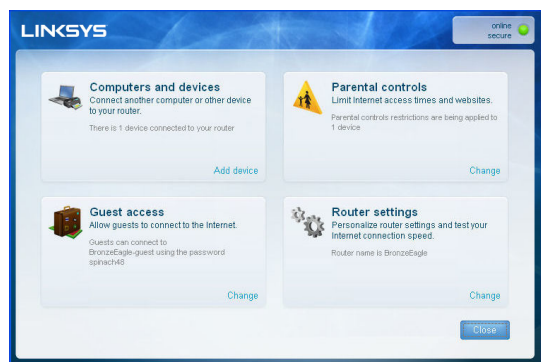 LINKSYS
online
secure
Computers and devices
Connect another computer or other device
to your router.
There is 1 device connected to your router
Add device
Parental controls
Limit Internet access times and websites.
Parental controls restrictions are being applied to
1 device
Change
Guest access
Allow guests to connect to the Internet.
Guests can connect to
BronzeEagle-guest using the password
spinach48
Change
Router settings
Personalize router settings and test your
Internet connection speed.
Router name is BronzeEagle
Change
Close